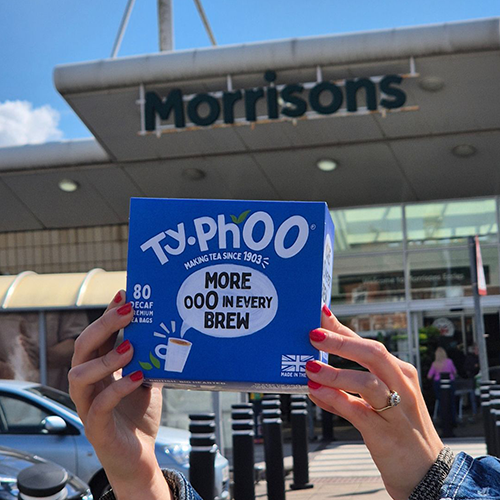 Morrisons
Ty•PhOO®
MAKING TEA SINCE 1903
MORE
OOO IN EVERY
BREW
80
DECAF
PREMIUM
TEA BAGS
MADE IN THE UK